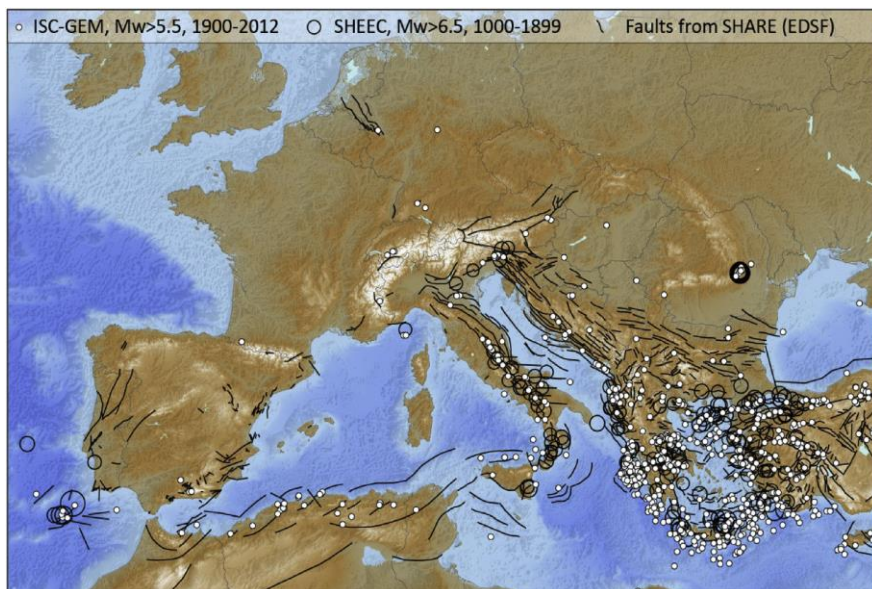 ISC-GEM, Mw>5.5, 1900-2012 SHEEC, Mw>6.5, 1000-1899 Faults from SHARE (EDSF)